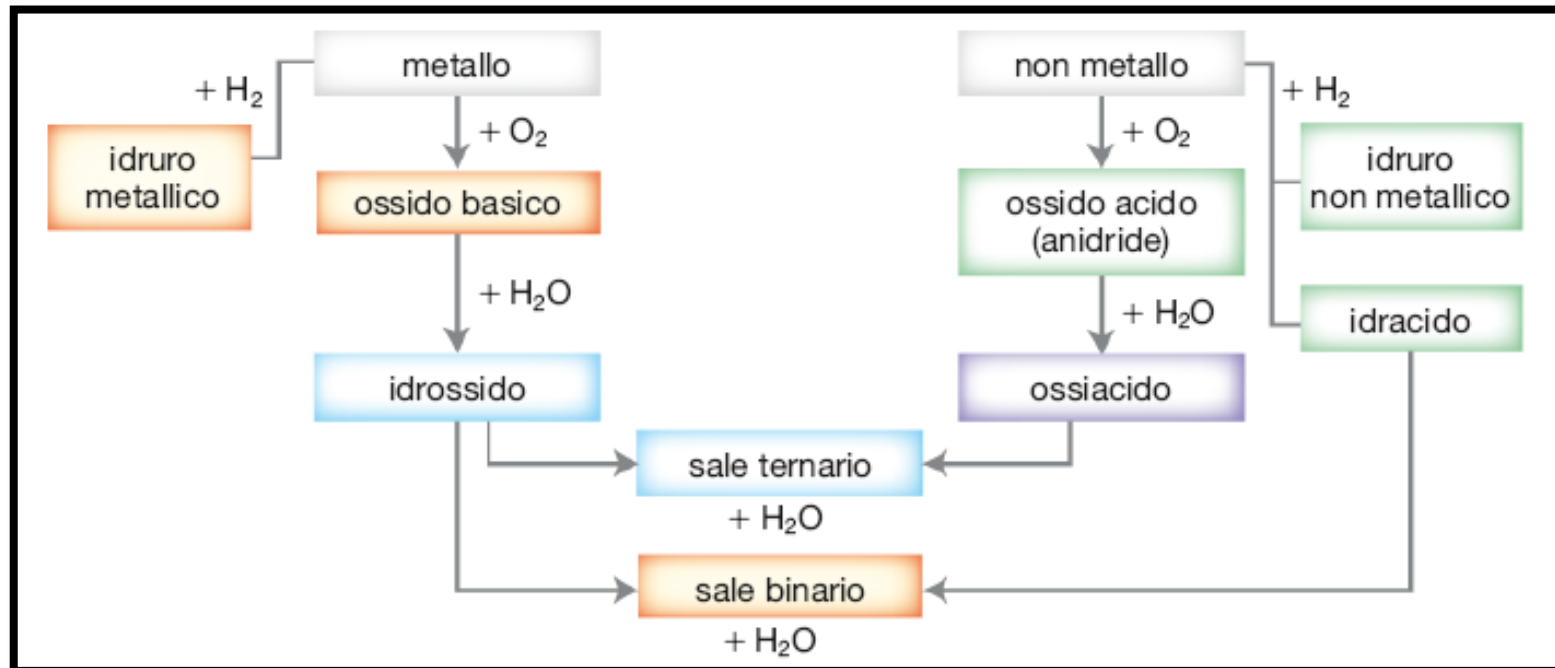 metallo
non metallo
+ H₂
+ H₂
+ O₂
+ O₂
idruro
metallico
idruro
non metallico
ossido basico
ossido acido
(anidride)
+ H₂O
+ H₂O
idracido
idrossido
ossiacido
sale ternario
+ H₂O
sale binario
+ H₂O